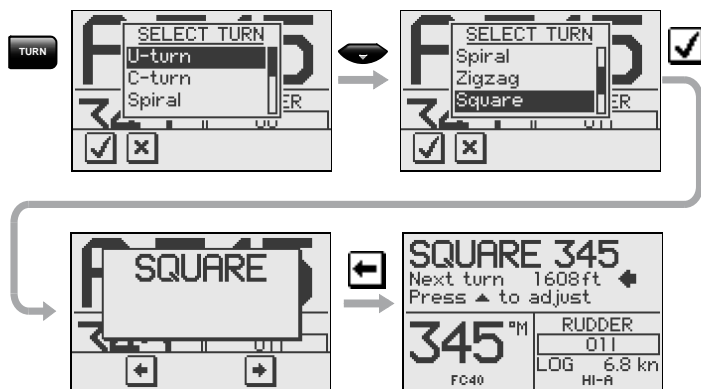 TURN
SELECT TURN
U-turn
C-turn
Spiral
SELECT TURN
Spiral
Zigzag
Square
SQUARE
SQUARE 345
Next turn 1608ft
Press ▲ to adjust
345 °M
FC40
RUDDER
LOG 6.8 kn
HI-A